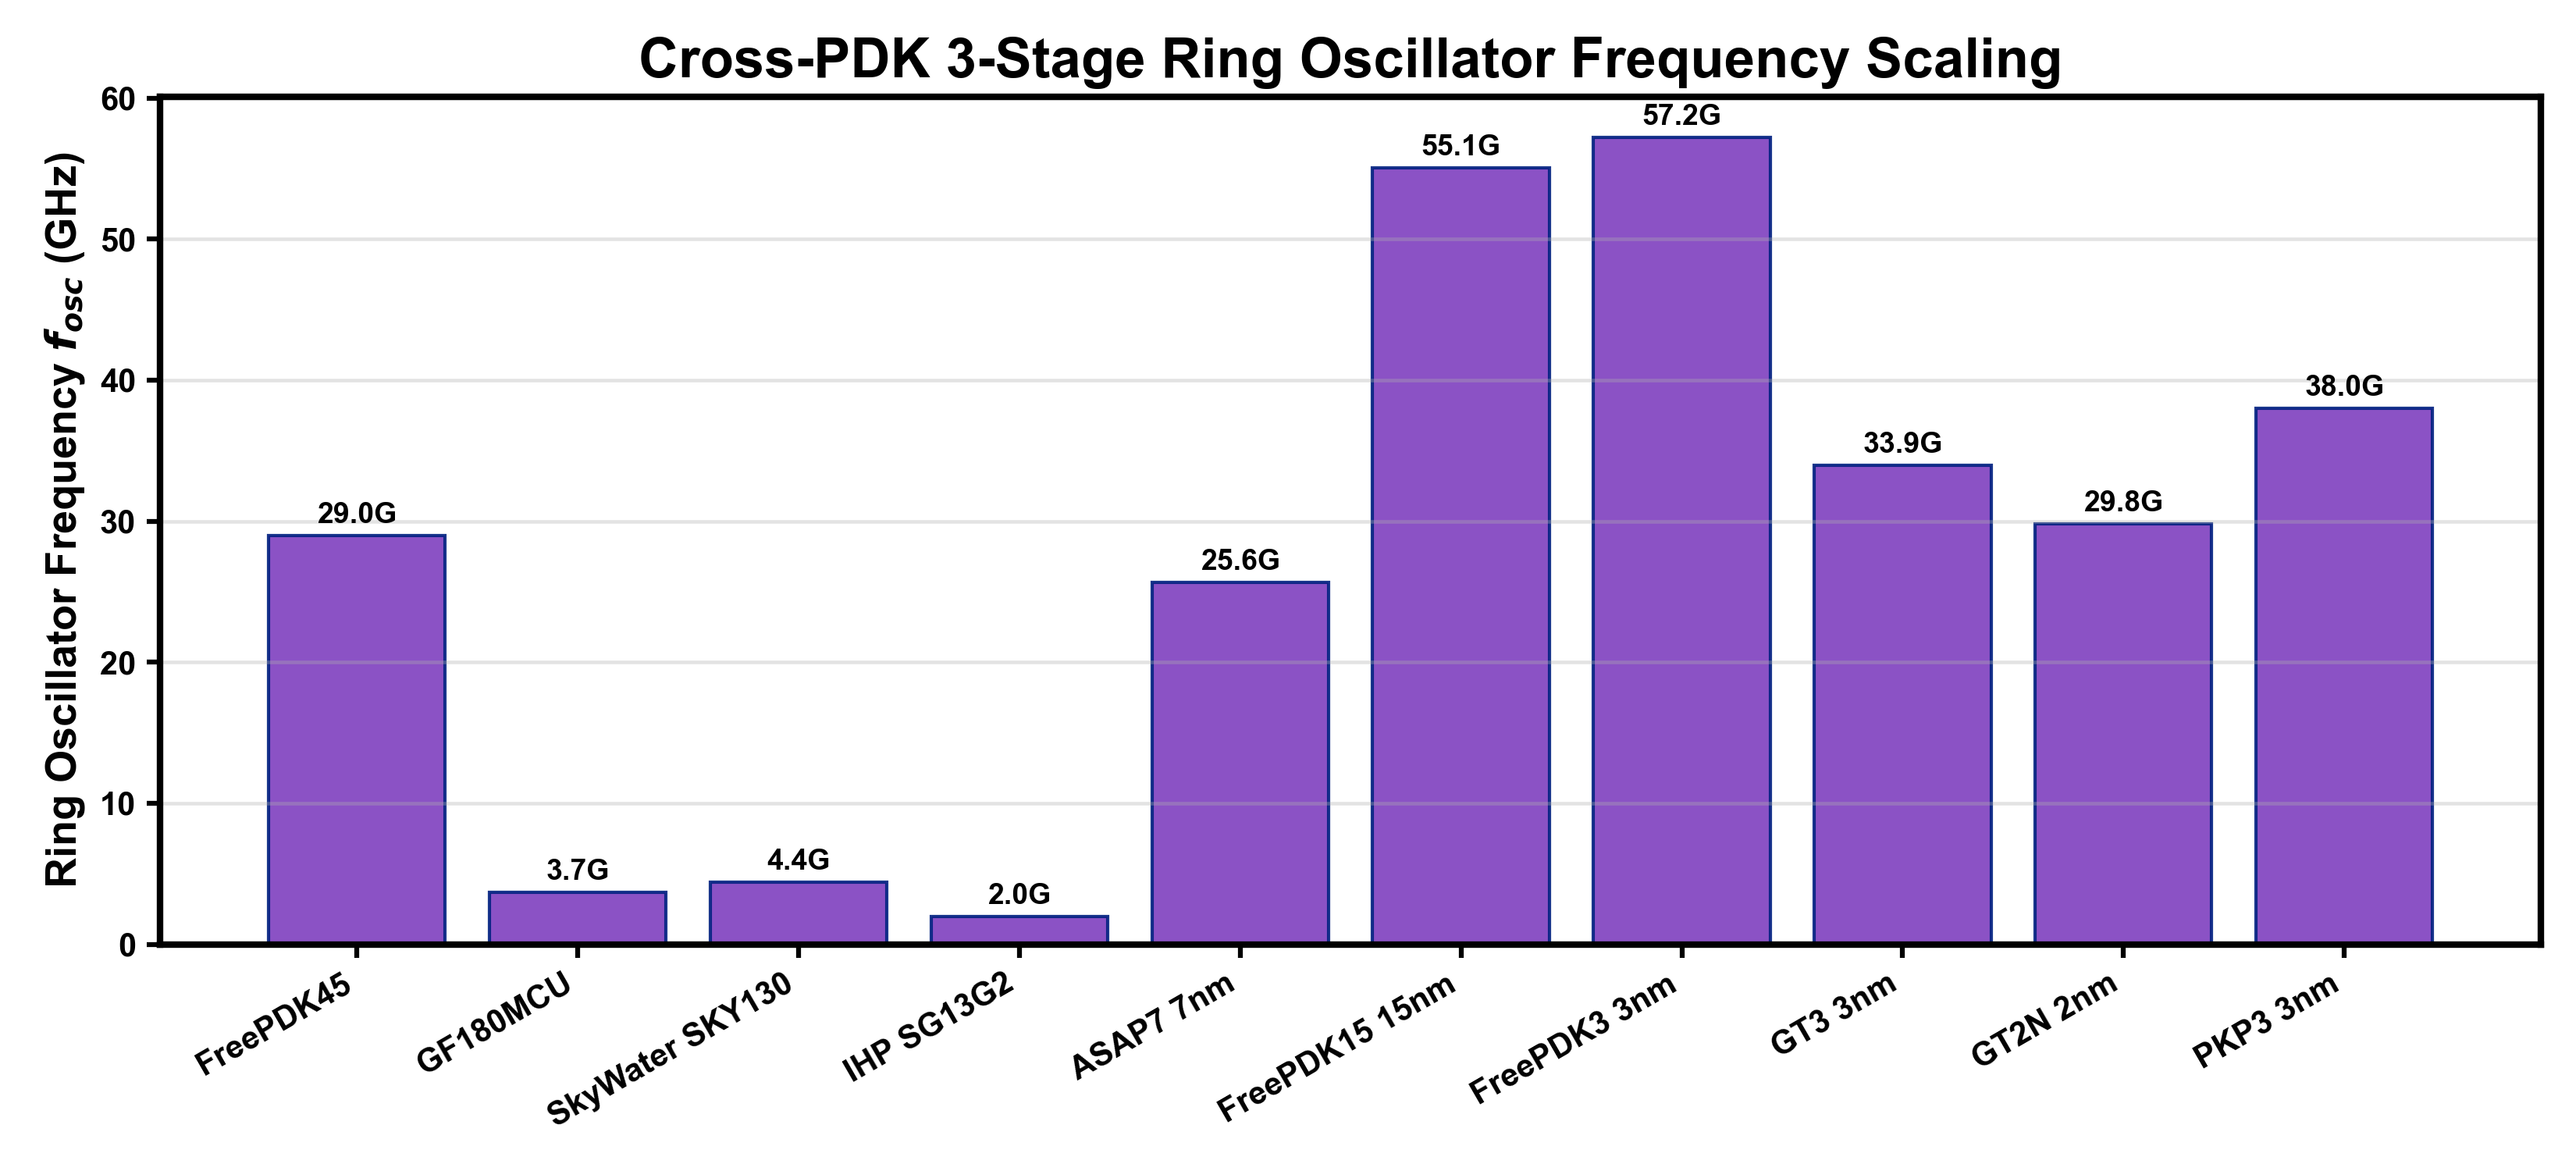 Cross-PDK 3-Stage Ring Oscillator Frequency Scaling
Ring Oscillator Frequency f_osc (GHz)
60
50
40
30
20
10
0
29.0G
3.7G
4.4G
2.0G
25.6G
55.1G
57.2G
33.9G
29.8G
38.0G
FreePDK45
GF180MCU
SkyWater SKY130
IHP SG13G2
ASAP7 7nm
FreePDK15 15nm
FreePDK3 3nm
GT3 3nm
GT2N 2nm
PKP3 3nm